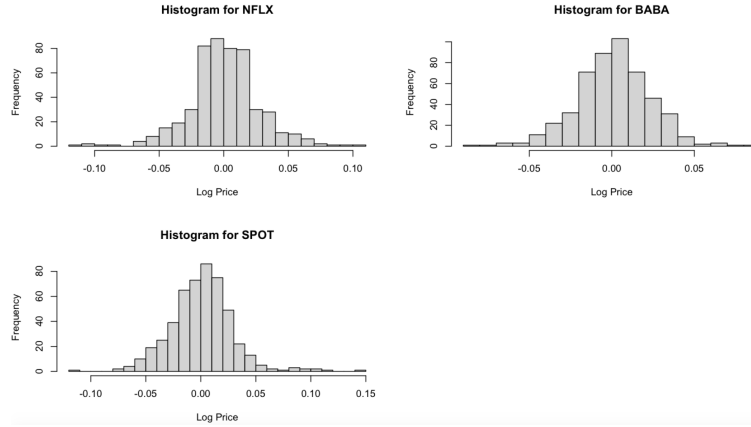 Histogram for NFLX
Frequency
0 20 40 60 80
-0.10 -0.05 0.00 0.05 0.10
Log Price
Histogram for BABA
Frequency
0 20 40 60 80
-0.05 0.00 0.05
Log Price
Histogram for SPOT
Frequency
0 20 40 60 80
-0.10 -0.05 0.00 0.05 0.10 0.15
Log Price